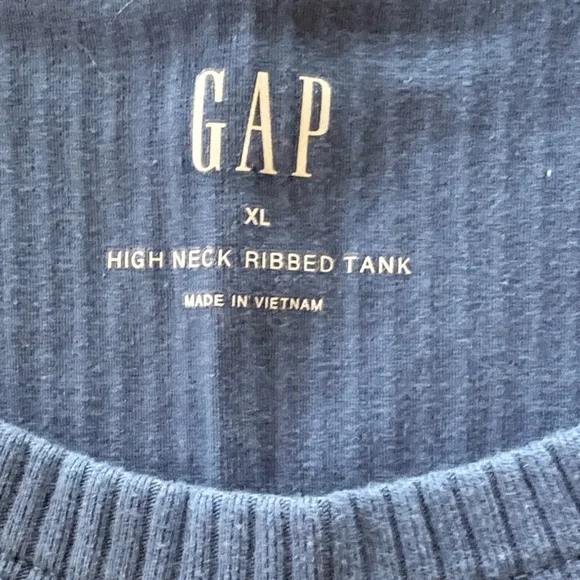 GAP
XL
HIGH NECK RIBBED TANK
MADE IN VIETNAM